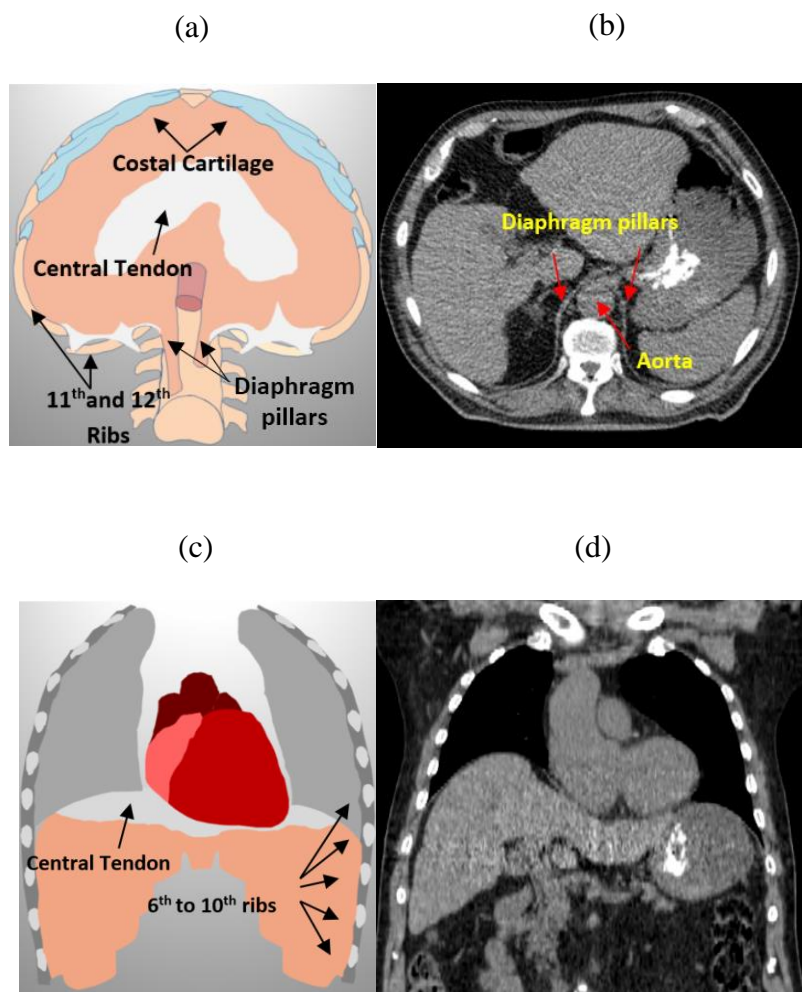 (a)
(b)
Costal Cartilage
Central Tendon
11th and 12th
Ribs
Diaphragm
pillars
Diaphragm pillars
Aorta
(c)
(d)
Central Tendon
6th to 10th ribs